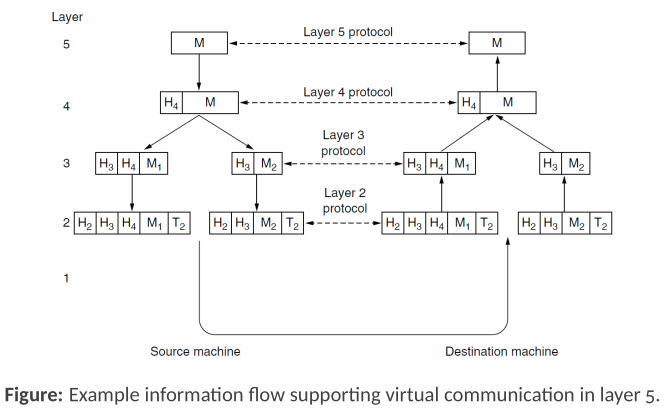 Layer
5 M Layer 5 protocol M
4 H4 M Layer 4 protocol H4 M
Layer 3
protocol
3 H3 H4 M1 H3 M2 H3 H4 M1 H3 M2
Layer 2
protocol
2 H2 H3 H4 M1 T2 H2 H3 M2 T2 H2 H3 H4 M1 T2 H2 H3 M2 T2
1
Source machine Destination machine
Figure: Example information flow supporting virtual communication in layer 5.